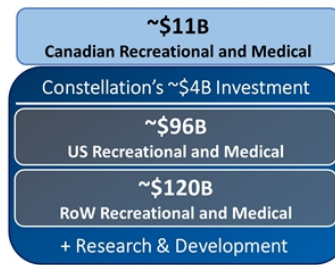 ~$11B
Canadian Recreational and Medical
Constellation's ~$4B Investment
~$96B
US Recreational and Medical
~$120B
RoW Recreational and Medical
+ Research & Development